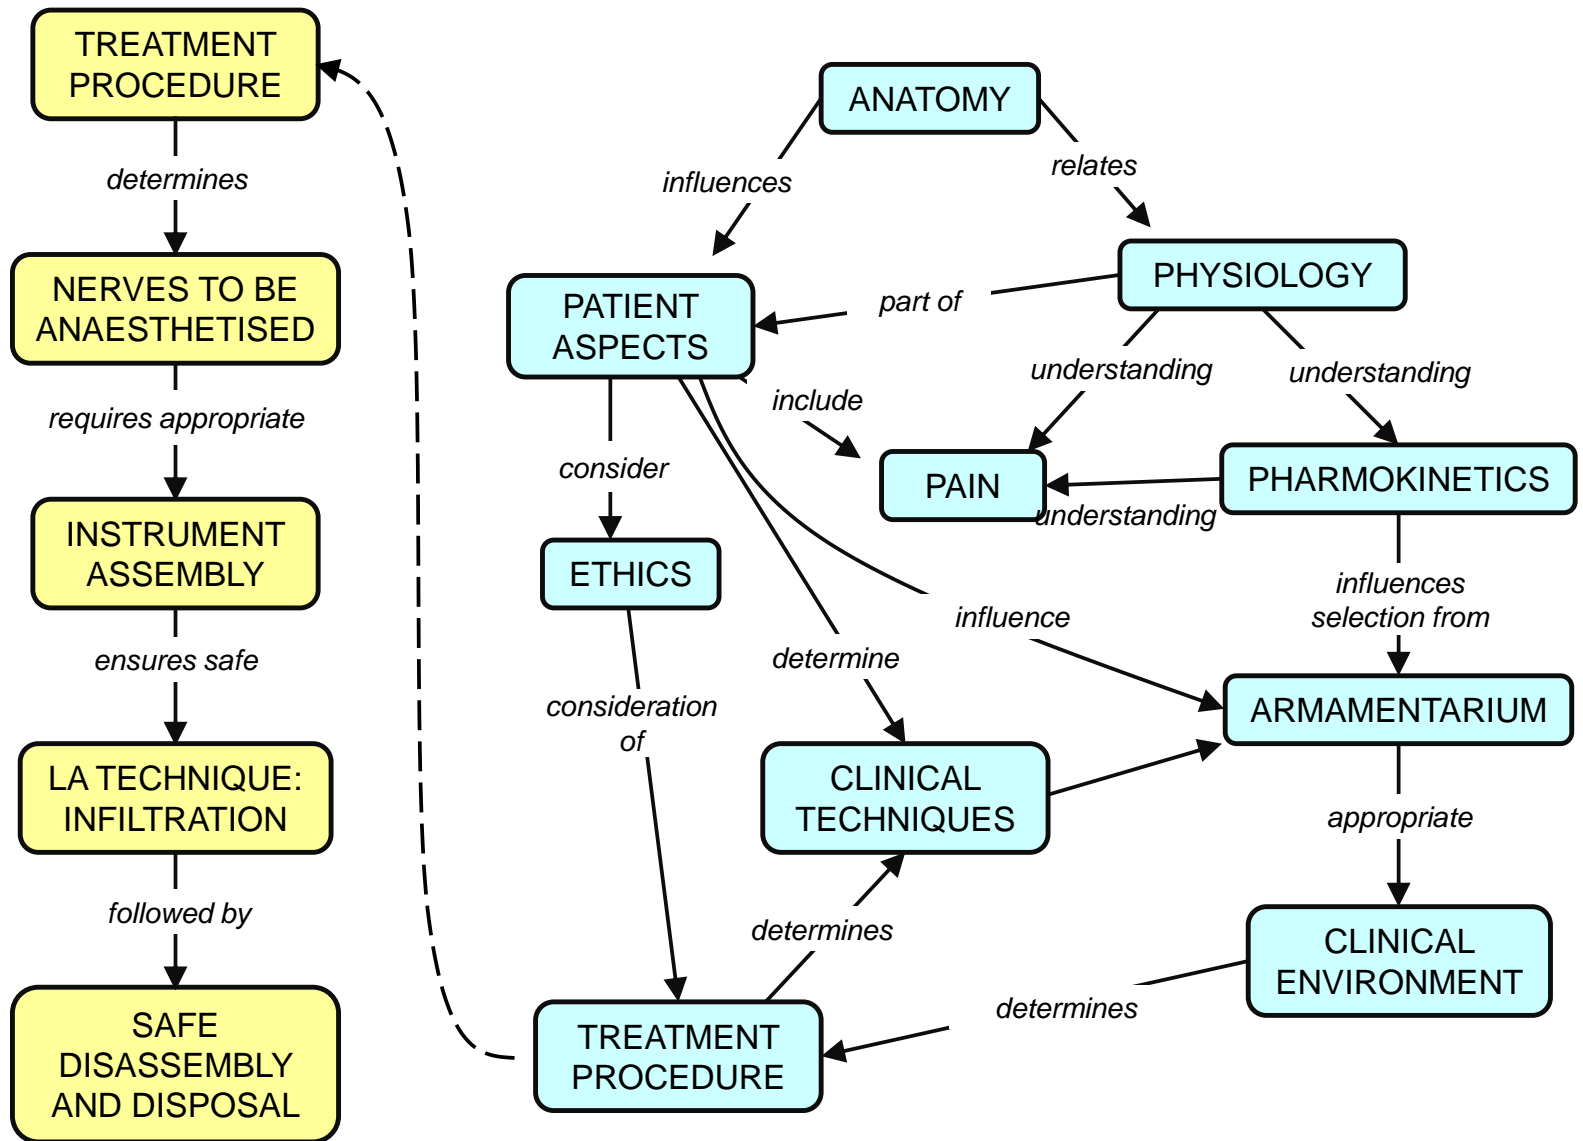 TREATMENT
PROCEDURE
determines
NERVES TO BE
ANAESTHETISED
requires appropriate
INSTRUMENT
ASSEMBLY
ensures safe
LA TECHNIQUE:
INFILTRATION
followed by
SAFE
DISASSEMBLY
AND DISPOSAL
ANATOMY
influences
relates
PATIENT
ASPECTS
part of
PHYSIOLOGY
include
understanding
understanding
consider
PAIN
PHARMOKINETICS
understanding
ETHICS
influence
influences
selection from
determine
consideration
of
ARMAMENTARIUM
CLINICAL
TECHNIQUES
appropriate
determines
CLINICAL
ENVIRONMENT
determines
TREATMENT
PROCEDURE